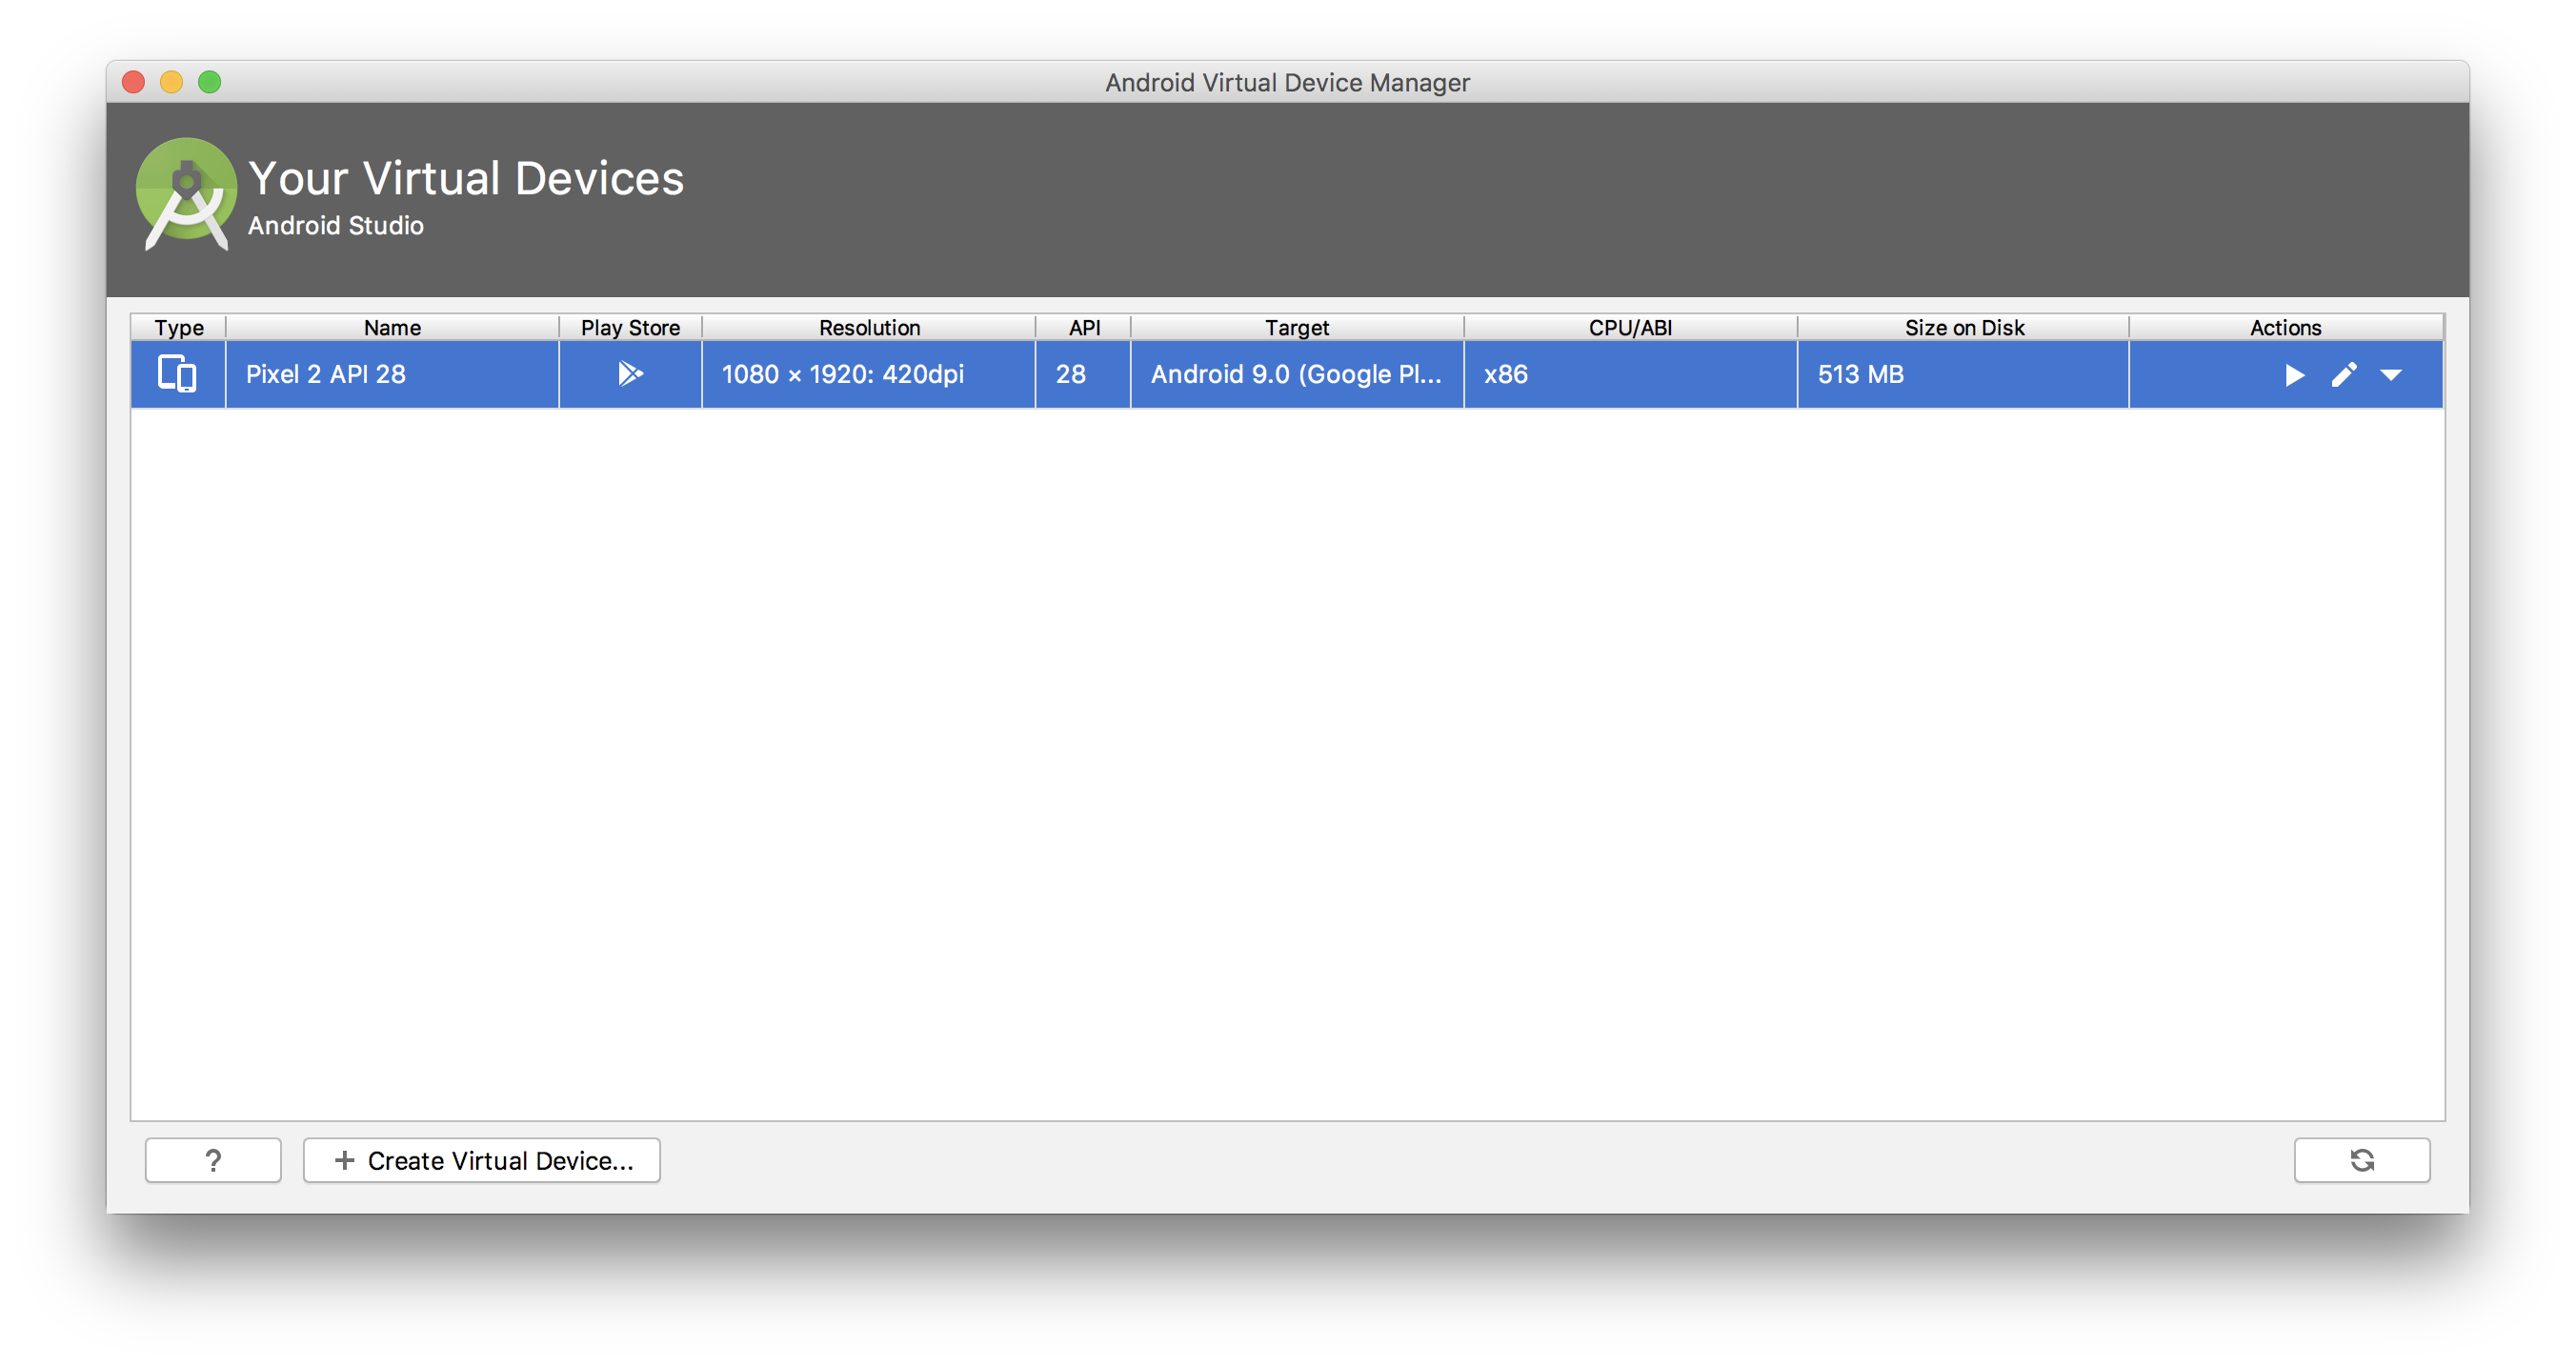 Android Virtual Device Manager
Your Virtual Devices
Android Studio
Type Name Play Store Resolution API Target CPU/ABI Size on Disk Actions
Pixel 2 API 28 1080 × 1920: 420dpi 28 Android 9.0 (Google Pl... x86 513 MB
? + Create Virtual Device...